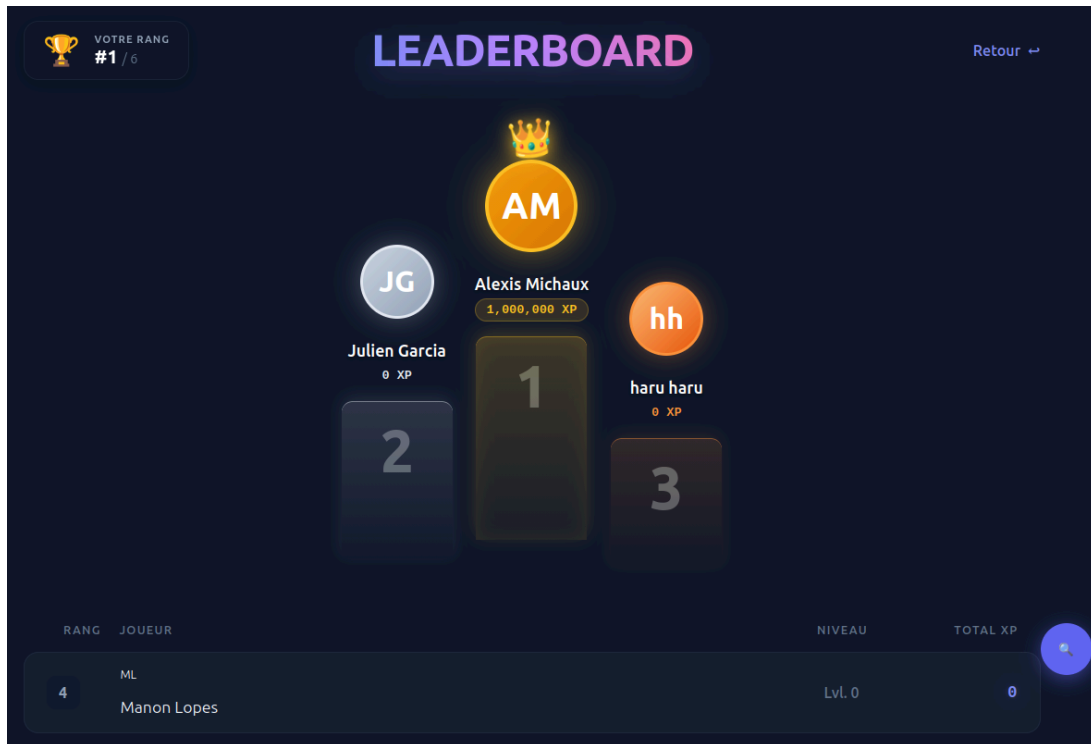 VOTRE RANG
#1 / 6
LEADERBOARD
Retour ↩
AM
Alexis Michaux
1,000,000 XP
1
JG
Julien Garcia
0 XP
2
hh
haru haru
0 XP
3
RANG JOUEUR NIVEAU TOTAL XP
4 ML Lvl. 0 0
Manon Lopes